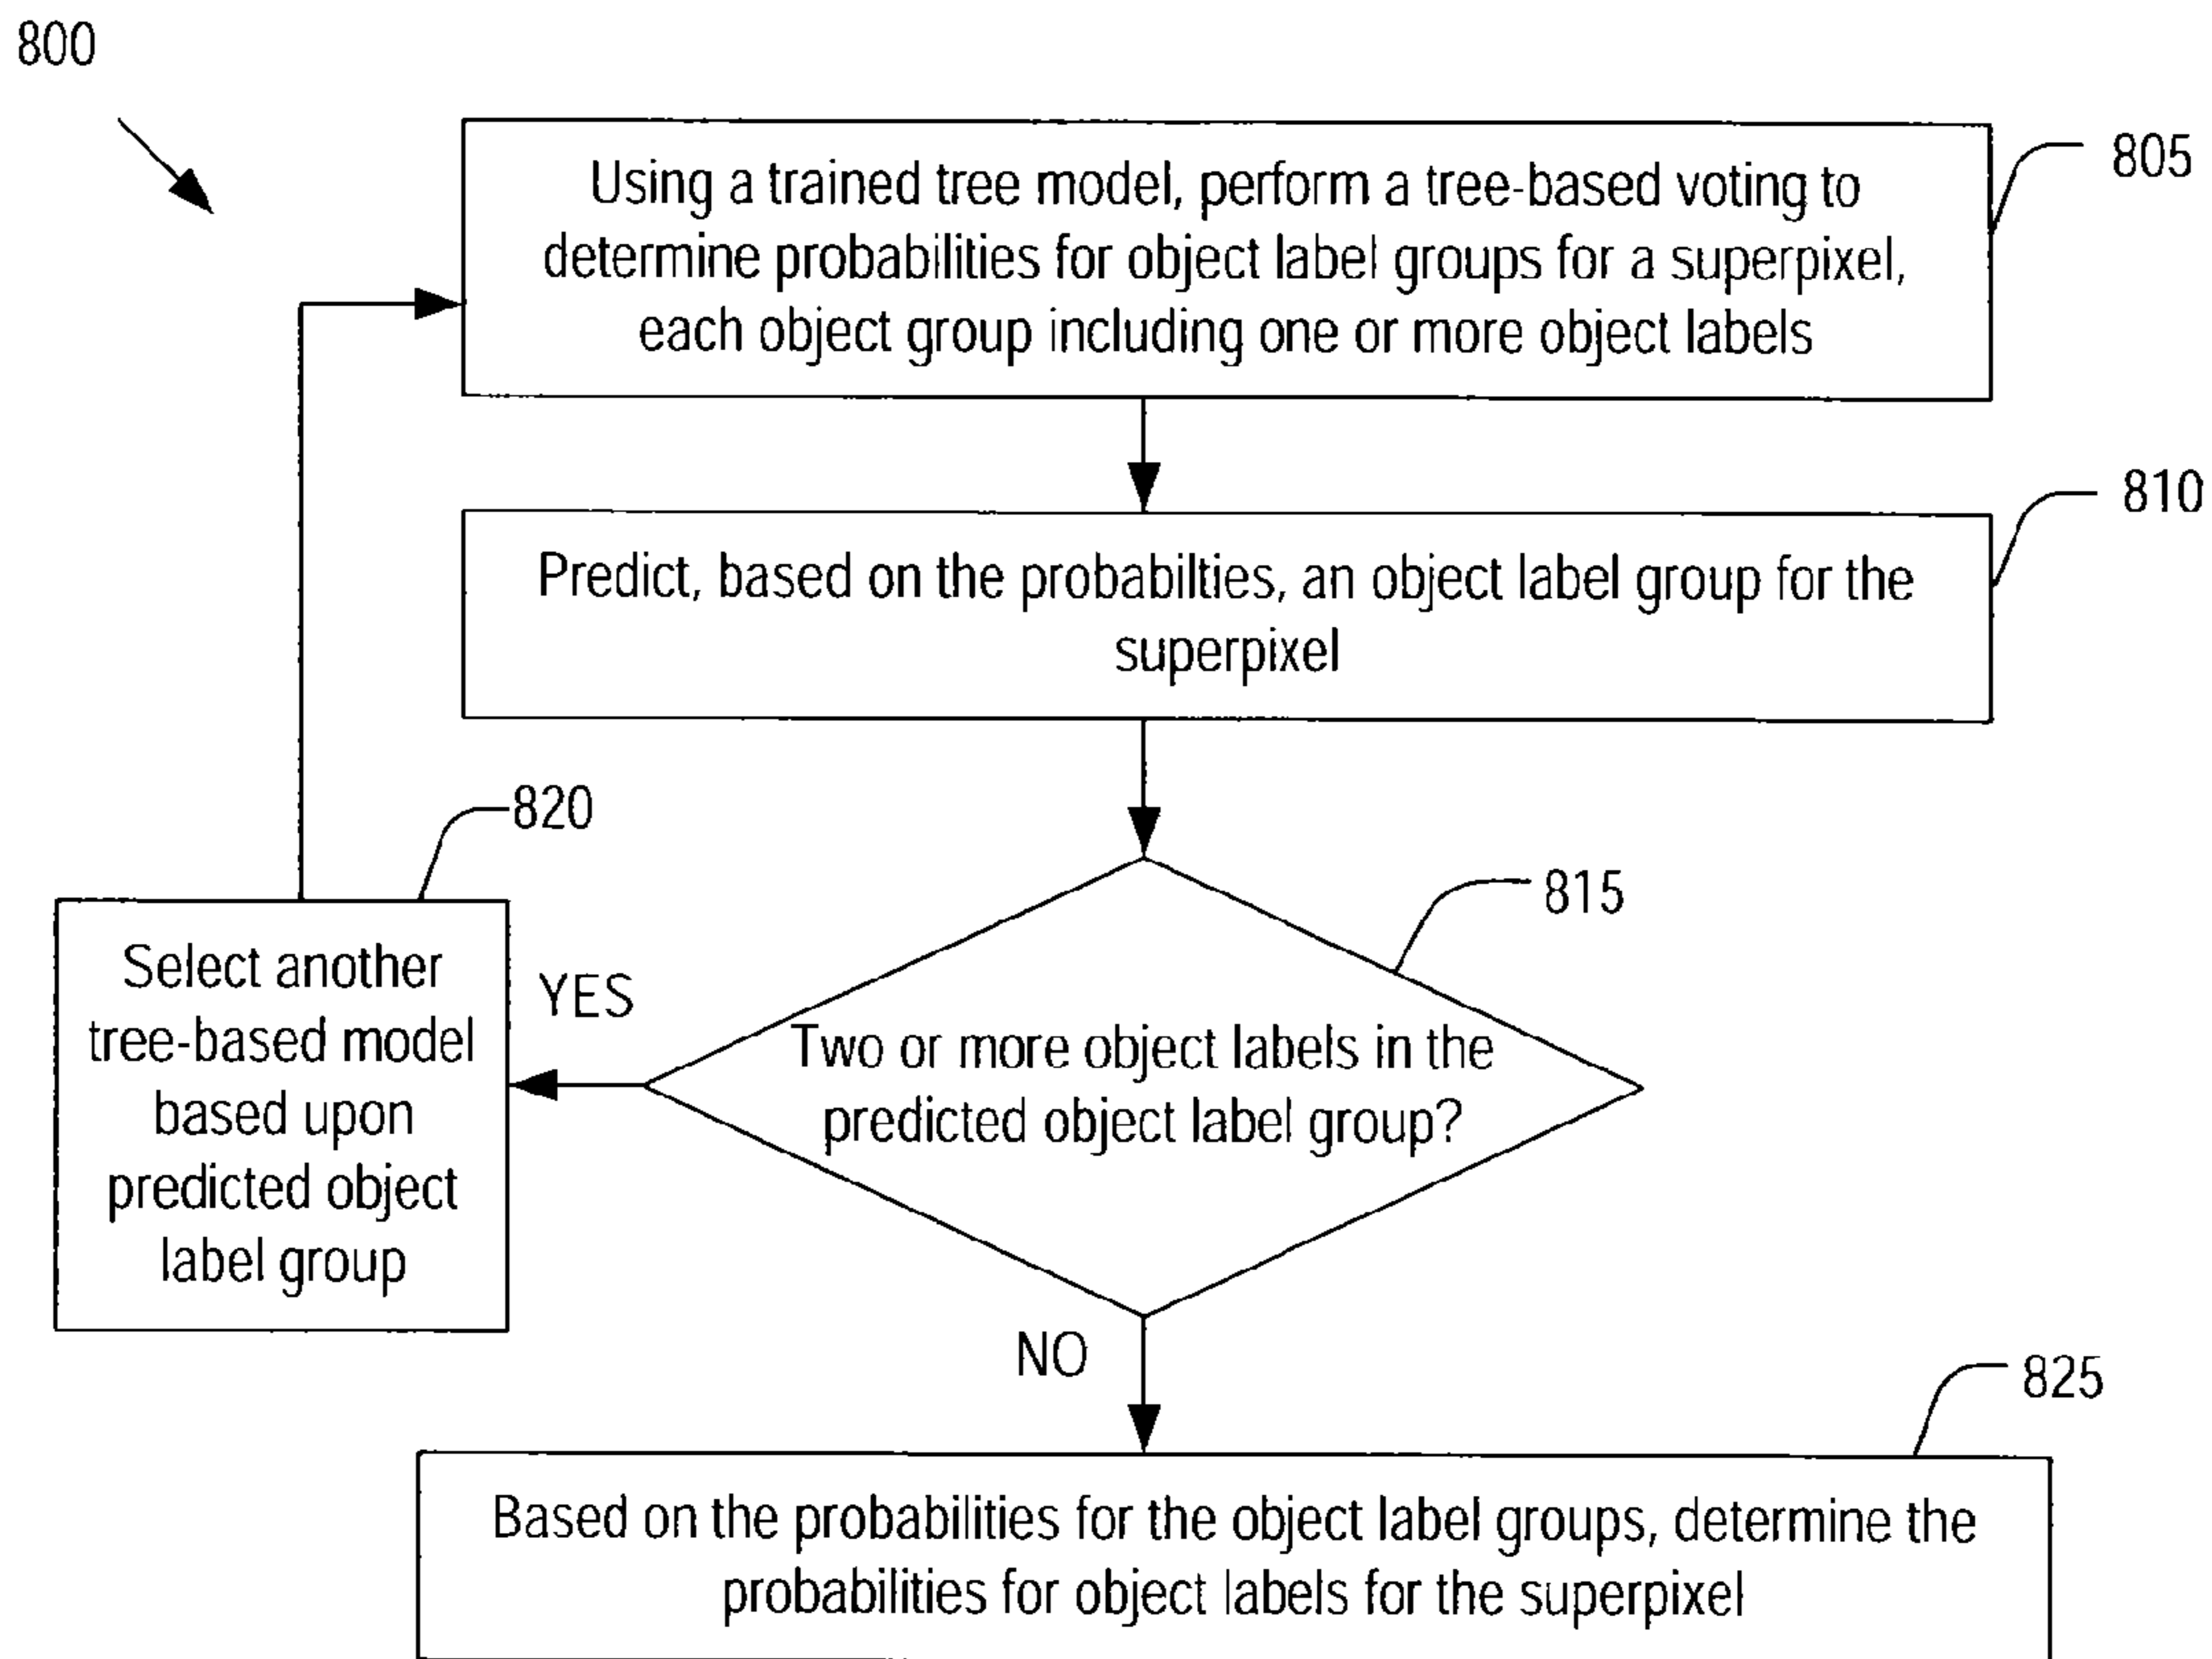 800
Using a trained tree model, perform a tree-based voting to
determine probabilities for object label groups for a superpixel,
each object group including one or more object labels
805
Predict, based on the probabilties, an object label group for the
superpixel
810
820
815
Select another
tree-based model
based upon
predicted object
label group
YES
Two or more object labels in the
predicted object label group?
NO
825
Based on the probabilities for the object label groups, determine the
probabilities for object labels for the superpixel